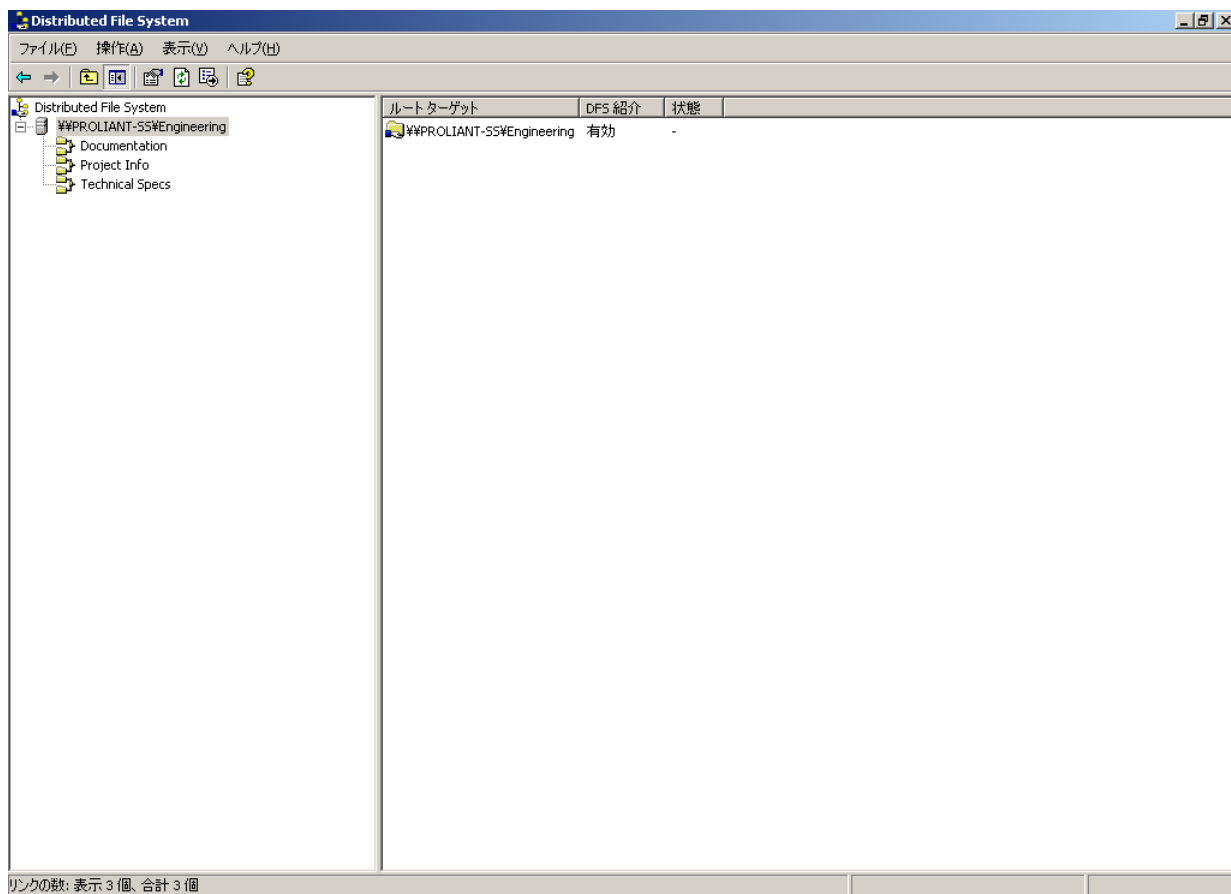 Distributed File System
ファイル(F) 操作(A) 表示(V) ヘルプ(H)
Distributed File System
¥¥PROLIANT-SS¥Engineering
Documentation
Project Info
Technical Specs
ルート ターゲット DFS 紹介 状態
¥¥PROLIANT-SS¥Engineering 有効 -
リンクの数: 表示 3 個、合計 3 個